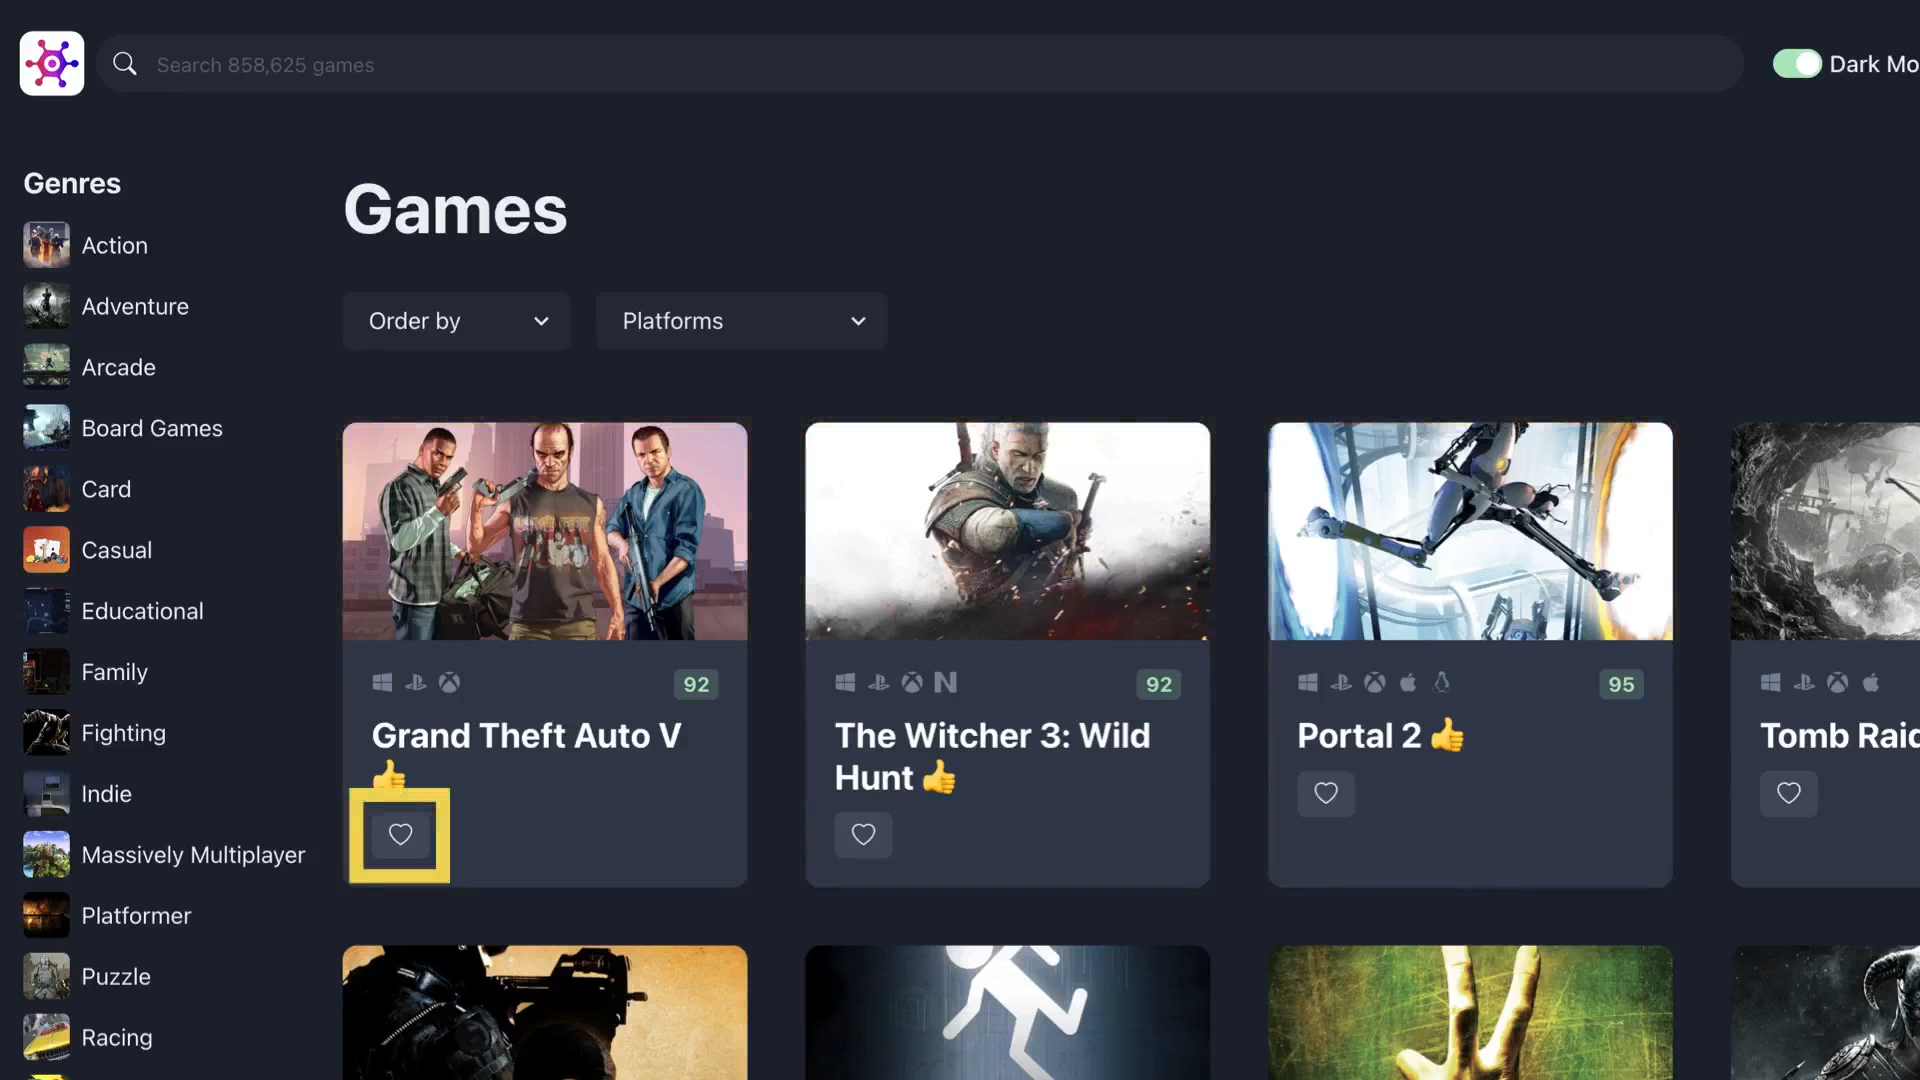 Search 858,625 games
Dark Mo
Genres
Action
Adventure
Arcade
Board Games
Card
Casual
Educational
Family
Fighting
Indie
Massively Multiplayer
Platformer
Puzzle
Racing
Games
Order by
Platforms
92
Grand Theft Auto V
👍
92
The Witcher 3: Wild
Hunt 👍
95
Portal 2 👍
Tomb Raid